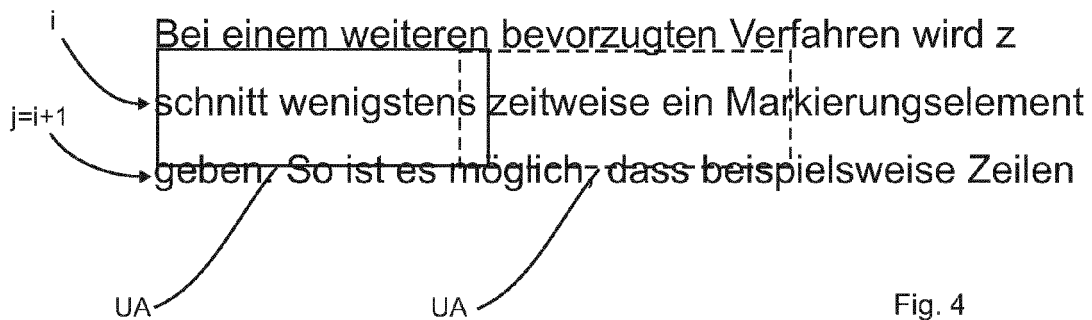 i
Bei einem weiteren bevorzugten Verfahren wird z
schnitt wenigstens zeitweise ein Markierungselement
j=i+1
geben. So ist es möglich, dass beispielsweise Zeilen
UA UA
Fig. 4